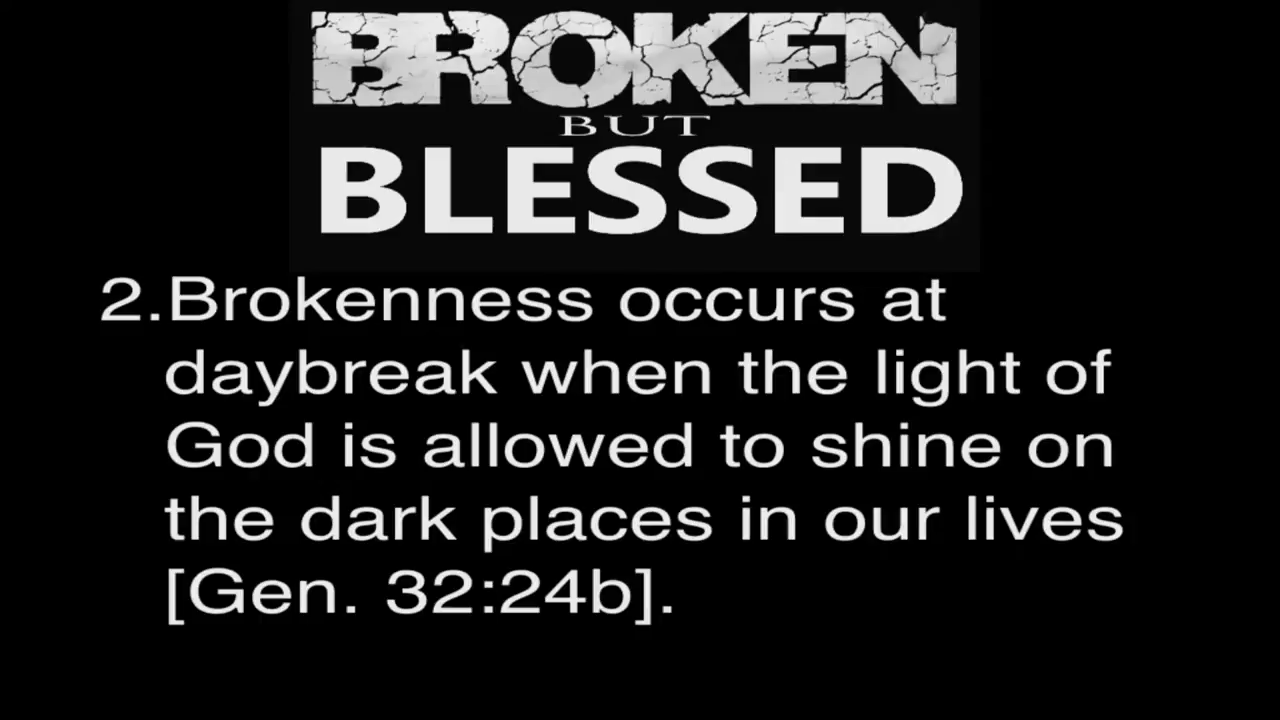 BROKEN
BUT
BLESSED
2.Brokenness occurs at
daybreak when the light of
God is allowed to shine on
the dark places in our lives
[Gen. 32:24b].